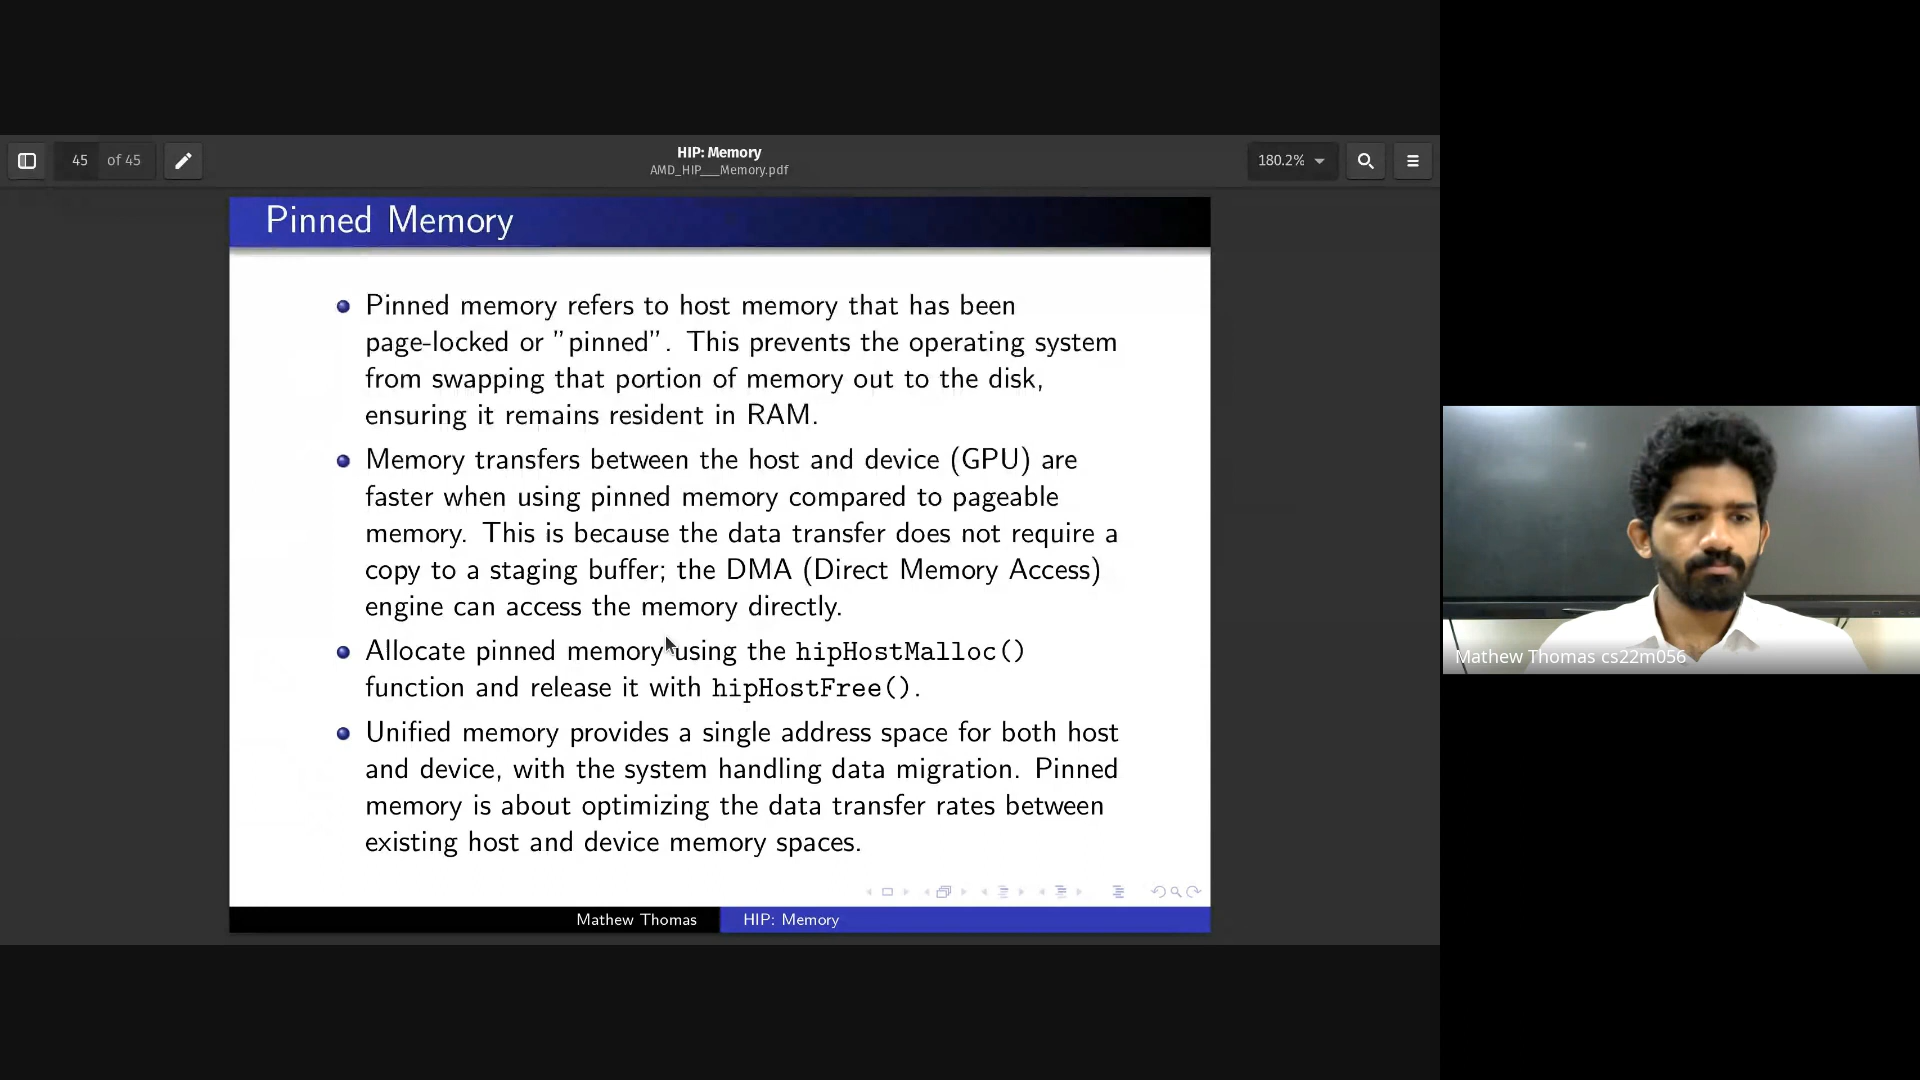 45 of 45
HIP: Memory
AMD_HIP___Memory.pdf
180.2%
Pinned Memory
Pinned memory refers to host memory that has been
page-locked or ”pinned”. This prevents the operating system
from swapping that portion of memory out to the disk,
ensuring it remains resident in RAM.
Memory transfers between the host and device (GPU) are
faster when using pinned memory compared to pageable
memory. This is because the data transfer does not require a
copy to a staging buffer; the DMA (Direct Memory Access)
engine can access the memory directly.
Allocate pinned memory using the hipHostMalloc()
function and release it with hipHostFree().
Unified memory provides a single address space for both host
and device, with the system handling data migration. Pinned
memory is about optimizing the data transfer rates between
existing host and device memory spaces.
Mathew Thomas HIP: Memory
Mathew Thomas cs22m056